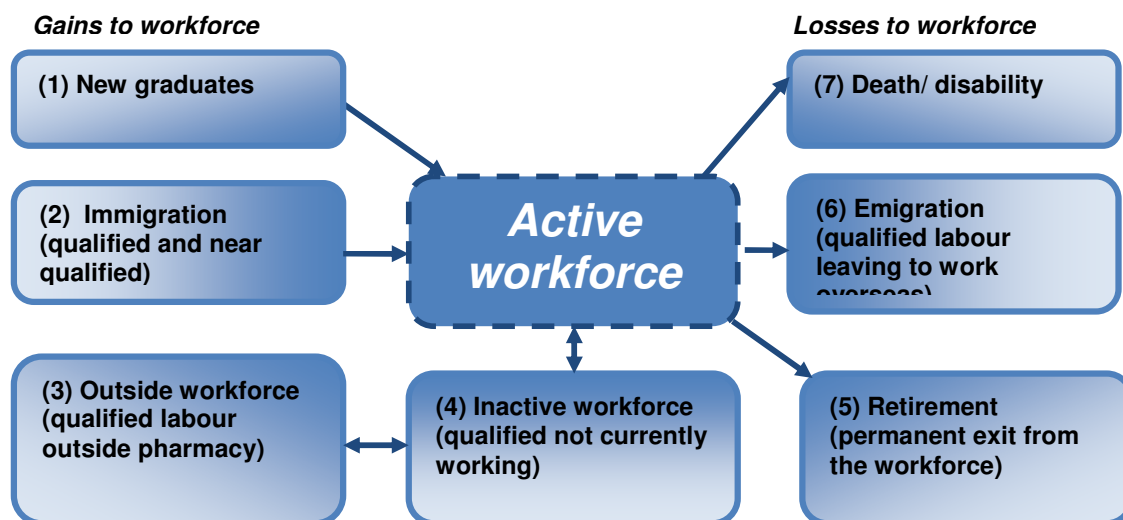 Gains to workforce
Losses to workforce
(1) New graduates
(7) Death/ disability
(2) Immigration
(qualified and near
qualified)
Active
workforce
(6) Emigration
(qualified labour
leaving to work
overseas)
(3) Outside workforce
(qualified labour
outside pharmacy)
(4) Inactive workforce
(qualified not currently
working)
(5) Retirement
(permanent exit from
the workforce)